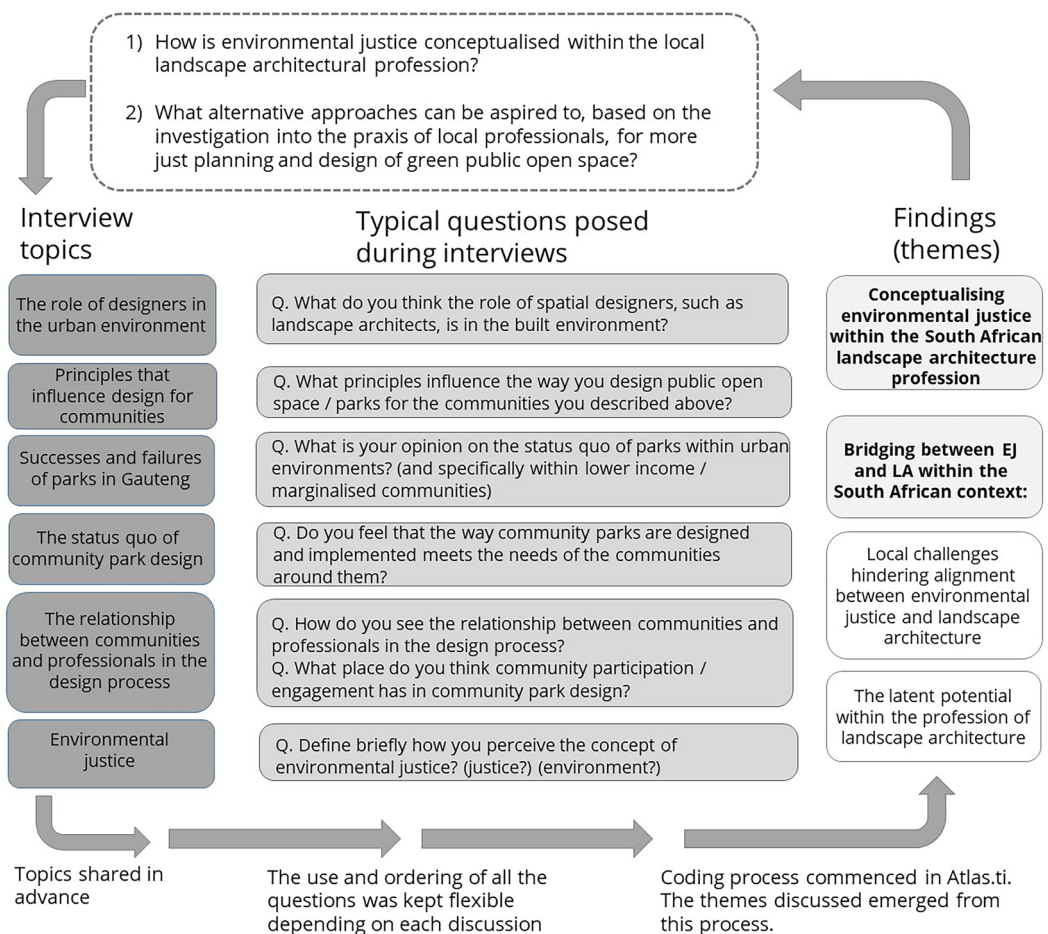 1) How is environmental justice conceptualised within the local
landscape architectural profession?
2) What alternative approaches can be aspired to, based on the
investigation into the praxis of local professionals, for more
just planning and design of green public open space?
Interview
topics
The role of designers in
the urban environment
Principles that
influence design for
communities
Successes and failures
of parks in Gauteng
The status quo of
community park design
The relationship
between communities
and professionals in the
design process
Environmental
justice
Typical questions posed
during interviews
Q. What do you think the role of spatial designers, such as
landscape architects, is in the built environment?
Q. What principles influence the way you design public open
space / parks for the communities you described above?
Q. What is your opinion on the status quo of parks within urban
environments? (and specifically within lower income /
marginalised communities)
Q. Do you feel that the way community parks are designed
and implemented meets the needs of the communities
around them?
Q. How do you see the relationship between communities and
professionals in the design process?
Q. What place do you think community participation /
engagement has in community park design?
Q. Define briefly how you perceive the concept of
environmental justice? (justice?) (environment?)
Findings
(themes)
Conceptualising
environmental justice
within the South African
landscape architecture
profession
Bridging between EJ
and LA within the
South African context:
Local challenges
hindering alignment
between environmental
justice and landscape
architecture
The latent potential
within the profession of
landscape architecture
Topics shared in
advance
The use and ordering of all the
questions was kept flexible
depending on each discussion
Coding process commenced in Atlas.ti.
The themes discussed emerged from
this process.